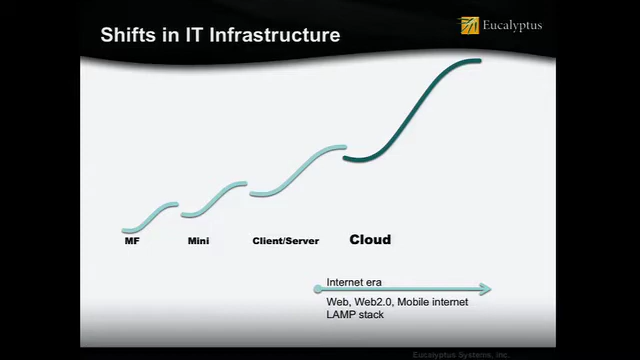 Shifts in IT Infrastructure
Eucalyptus
MF
Mini
Client/Server
Cloud
Internet era
Web, Web2.0, Mobile internet
LAMP stack
Eucalyptus Systems, Inc.